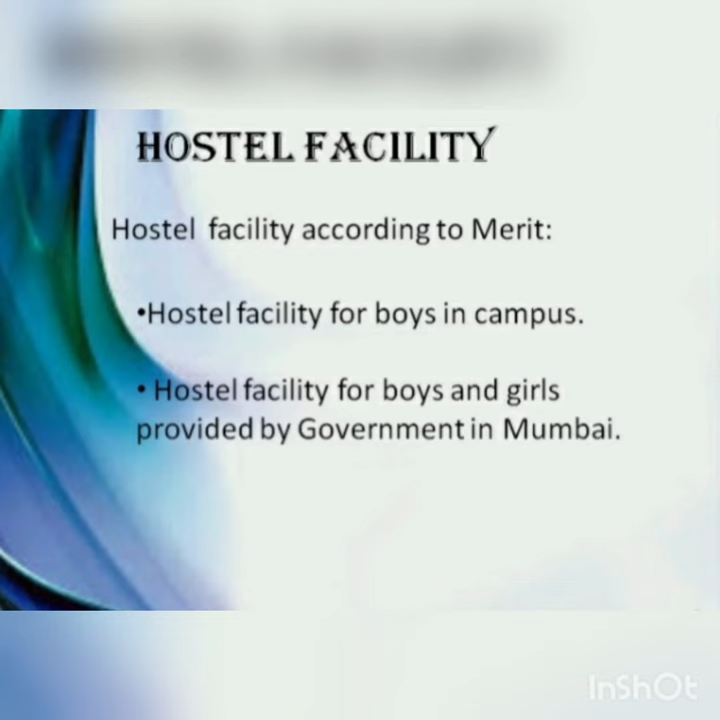 HOSTEL FACILITY
Hostel facility according to Merit:
•Hostel facility for boys in campus.
• Hostel facility for boys and girls
provided by Government in Mumbai.
InShOt